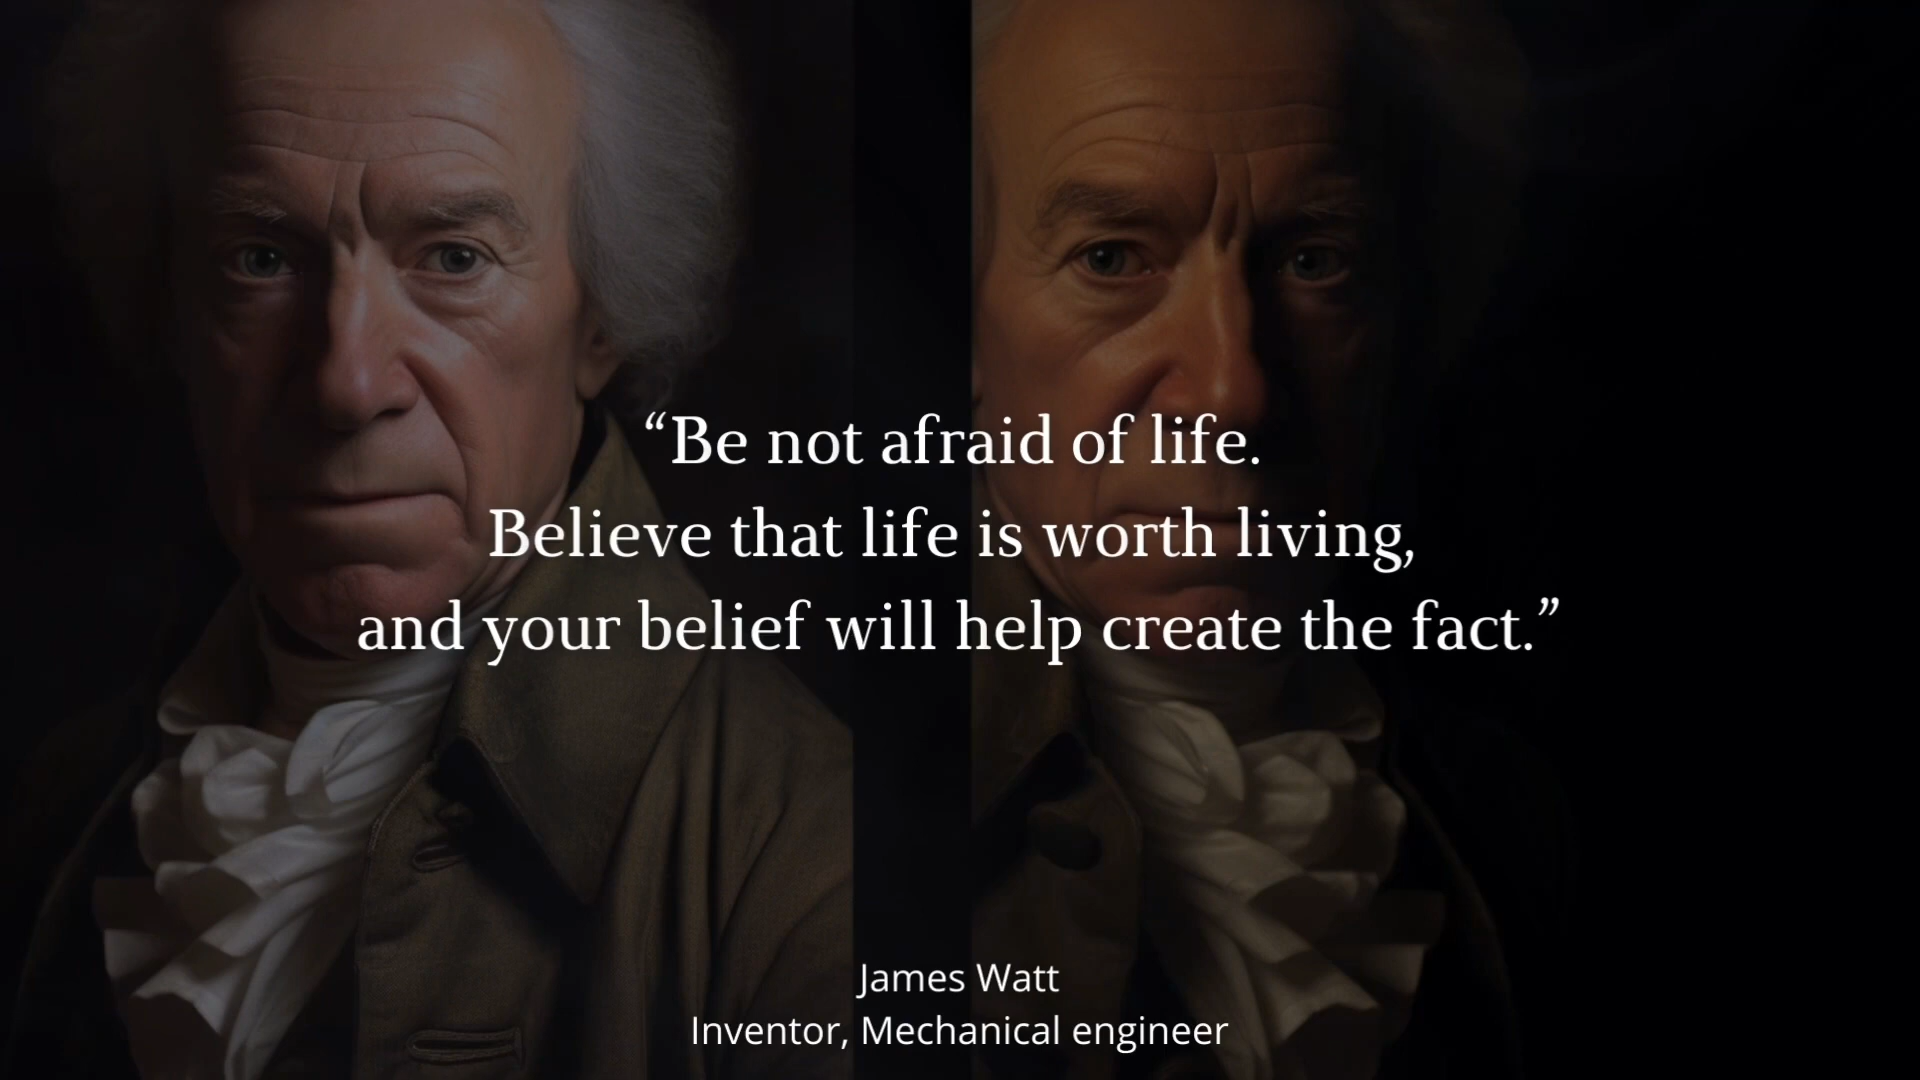 “Be not afraid of life.
Believe that life is worth living,
and your belief will help create the fact.”
James Watt
Inventor, Mechanical engineer